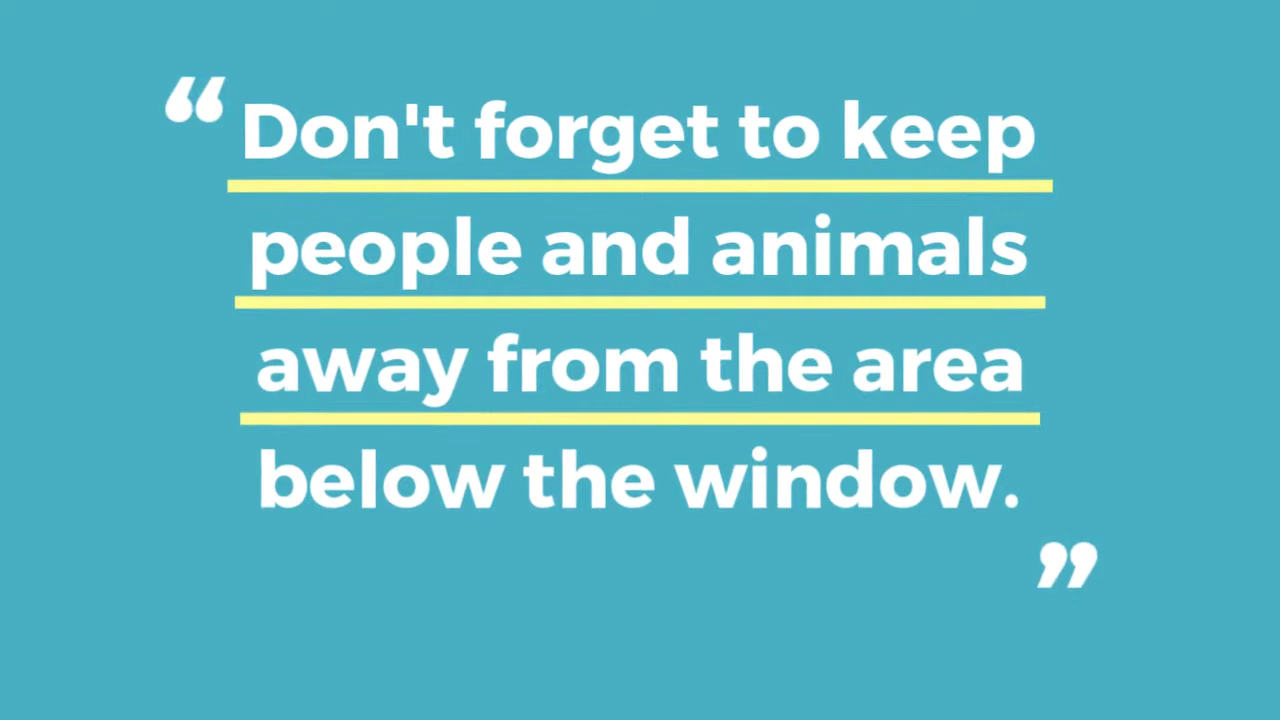 “Don't forget to keep
people and animals
away from the area
below the window.
”